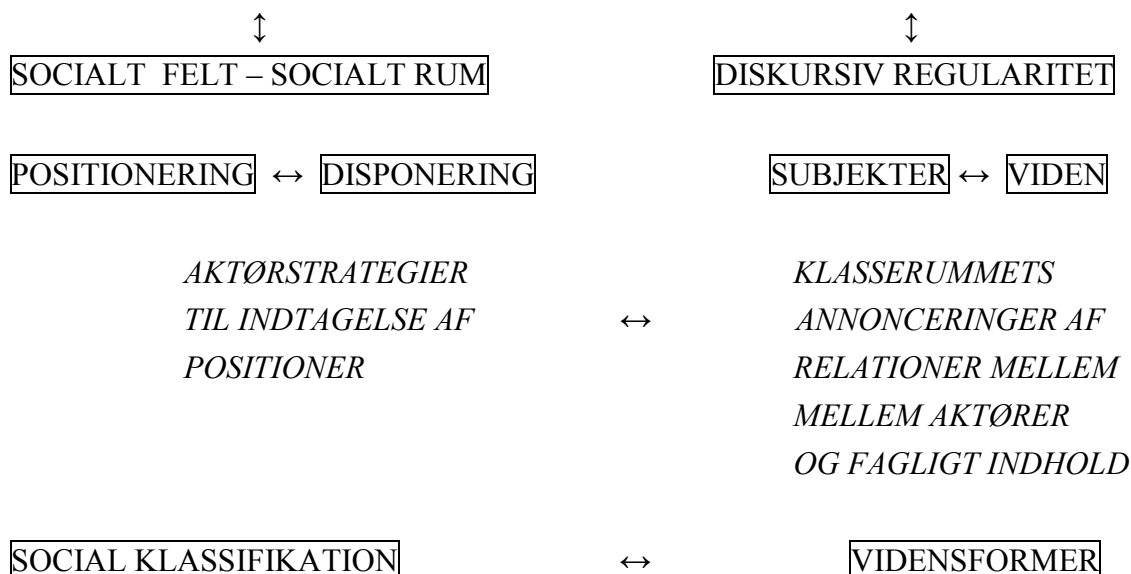 ↕ ↕
SOCIALT FELT – SOCIALT RUM DISKURSIV REGULARITET
POSITIONERING ↔ DISPONERING SUBJEKTER ↔ VIDEN
AKTØRSTRATEGIER KLASSERUMMETS
TIL INDTAGELSE AF ↔ ANNONCERINGER AF
POSITIONER RELATIONER MELLEM
MELLEM AKTØRER
OG FAGLIGT INDHOLD
SOCIAL KLASSIFIKATION ↔ VIDENSFORMER